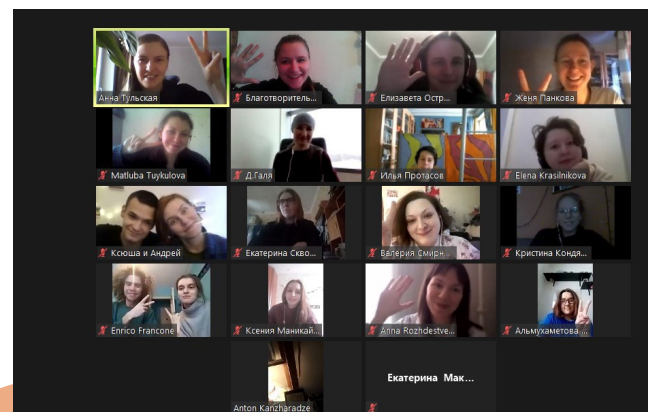 Анна Тульская
Благотворитель...
Елизавета Остр...
Женя Панкова
Matluba Tuykulova
Д.Галя
Илья Протасов
Elena Krasilnikova
Ксюша и Андрей
Екатерина Скво...
Валерия Смирн...
Кристина Кондя...
Enrico Francone
Ксения Маникай...
Anna Rozhdestve...
Альмухаметова ...
Anton Kanzharadze
Екатерина Мак...